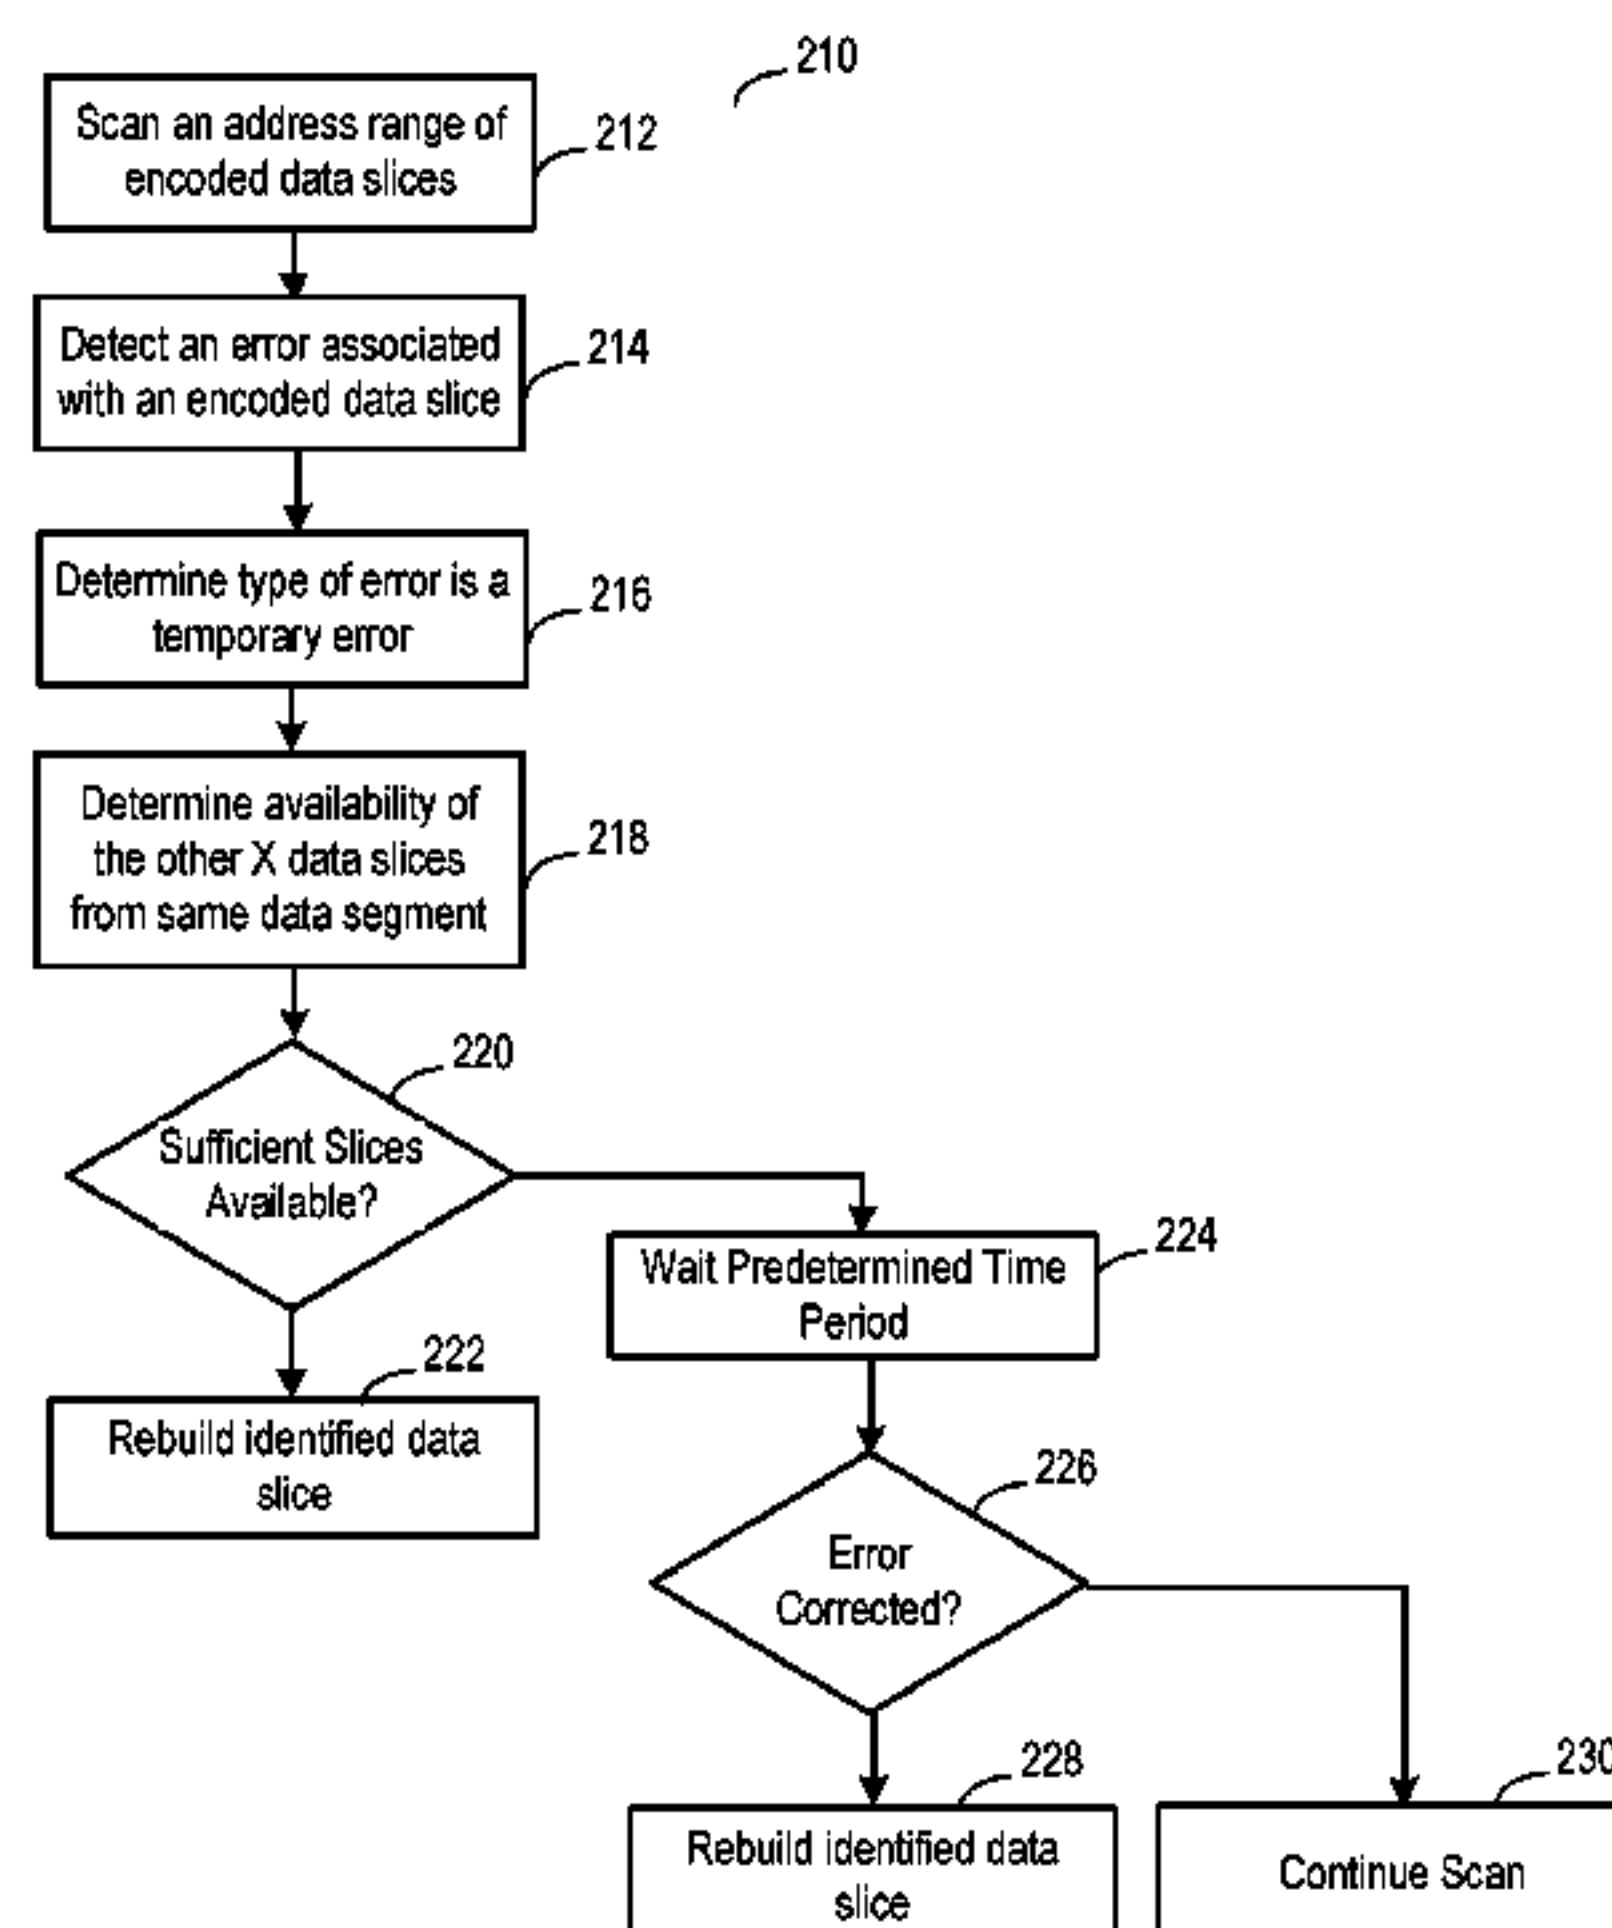 210
Scan an address range of
encoded data slices
212
Detect an error associated
with an encoded data slice
214
Determine type of error is a
temporary error
216
Determine availability of
the other X data slices
from same data segment
218
220
Sufficient Slices
Available?
224
Wait Predetermined Time
Period
222
Rebuild identified data
slice
226
Error
Corrected?
228
Rebuild identified data
slice
230
Continue Scan